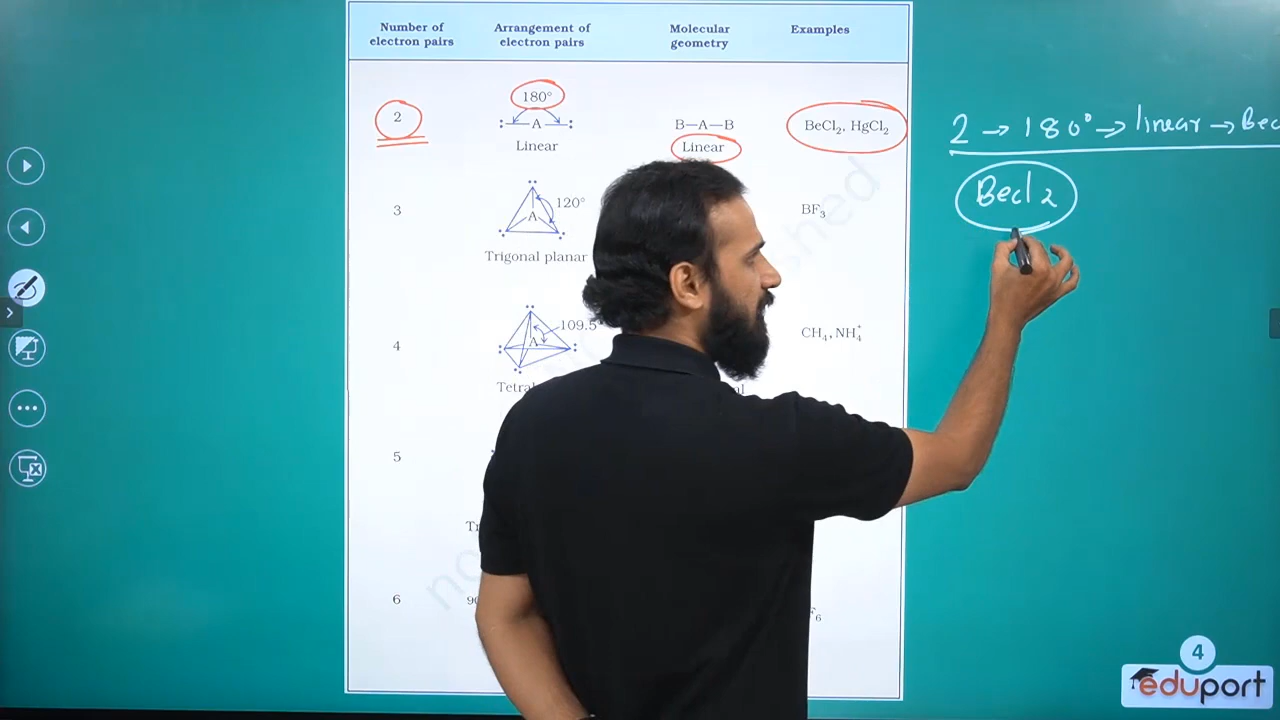 Number of electron pairs
Arrangement of electron pairs
Molecular geometry
Examples
2
180°
: A :
Linear
B—A—B
Linear
BeCl₂, HgCl₂
3
120°
A
Trigonal planar
BF₃
4
109.5°
A
CH₄, NH₄⁺
5
6
2 → 180° → linear → Bec
Becl2
4
eduport